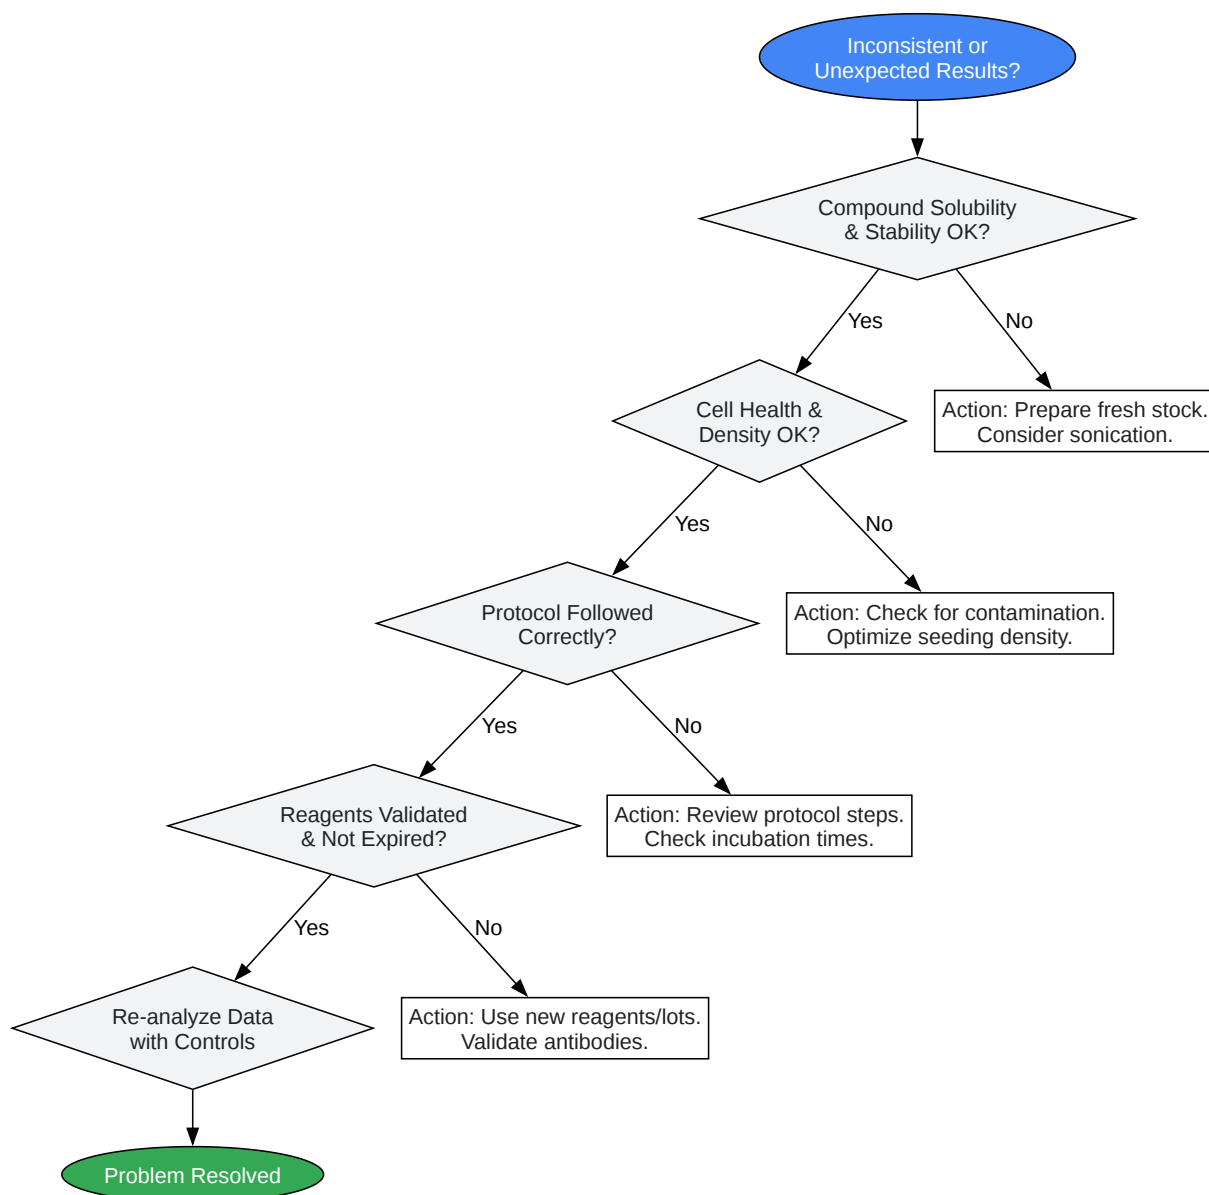 Inconsistent or
Unexpected Results?
Compound Solubility
& Stability OK?
Yes
No
Cell Health &
Density OK?
Action: Prepare fresh stock.
Consider sonication.
Yes
No
Protocol Followed
Correctly?
Action: Check for contamination.
Optimize seeding density.
Yes
No
Reagents Validated
& Not Expired?
Action: Review protocol steps.
Check incubation times.
Yes
No
Re-analyze Data
with Controls
Action: Use new reagents/lots.
Validate antibodies.
Problem Resolved